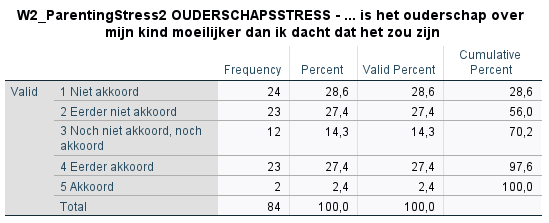 W2_ParentingStress2 OUDERSCHAPSSTRESS - ... is het ouderschap over
mijn kind moeilijker dan ik dacht dat het zou zijn
Frequency Percent Valid Percent Cumulative Percent
Valid 1 Niet akkoord 24 28,6 28,6 28,6
2 Eerder niet akkoord 23 27,4 27,4 56,0
3 Noch niet akkoord, noch akkoord 12 14,3 14,3 70,2
4 Eerder akkoord 23 27,4 27,4 97,6
5 Akkoord 2 2,4 2,4 100,0
Total 84 100,0 100,0